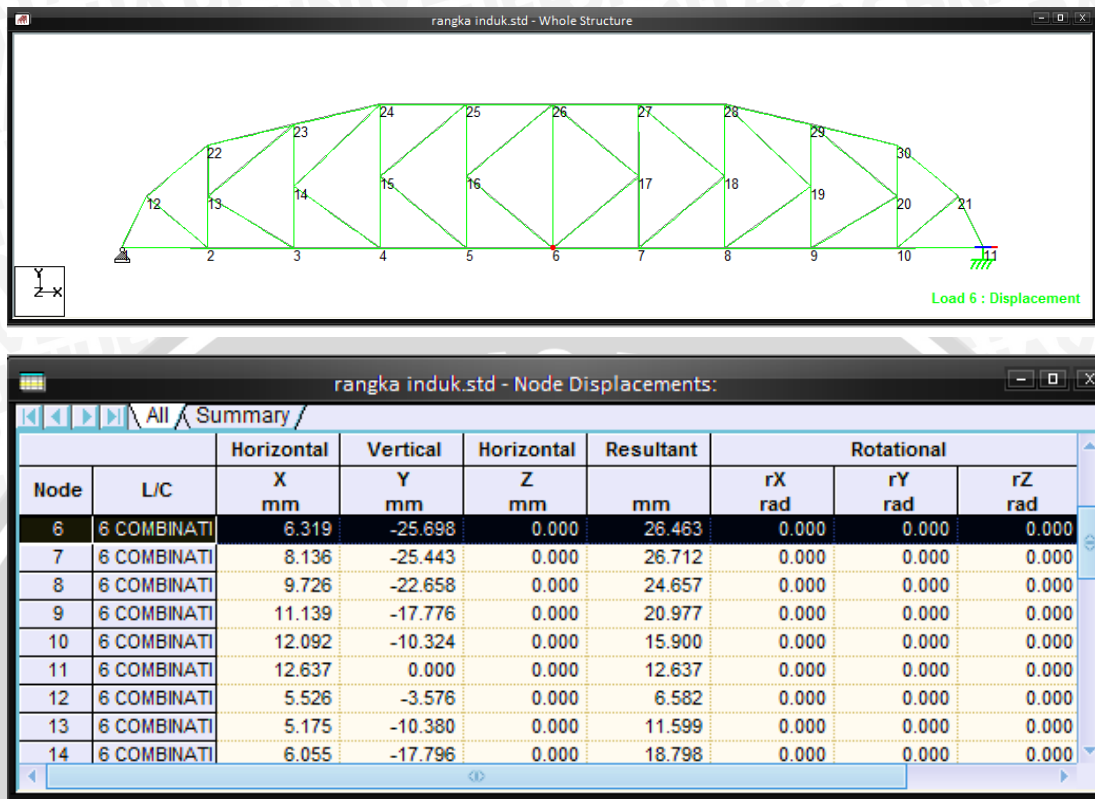 rangka induk.std - Whole Structure
24 25 26 27 28
23 29
22 30
15 16 17 18
14 19
12 13 20 21
2 3 4 5 6 7 8 9 10 11
Y
Z X
Load 6 : Displacement
rangka induk.std - Node Displacements:
All Summary
Horizontal Vertical Horizontal Resultant Rotational
Node L/C X mm Y mm Z mm mm rX rad rY rad rZ rad
6 6 COMBINATI 6.319 -25.698 0.000 26.463 0.000 0.000 0.000
7 6 COMBINATI 8.136 -25.443 0.000 26.712 0.000 0.000 0.000
8 6 COMBINATI 9.726 -22.658 0.000 24.657 0.000 0.000 0.000
9 6 COMBINATI 11.139 -17.776 0.000 20.977 0.000 0.000 0.000
10 6 COMBINATI 12.092 -10.324 0.000 15.900 0.000 0.000 0.000
11 6 COMBINATI 12.637 0.000 0.000 12.637 0.000 0.000 0.000
12 6 COMBINATI 5.526 -3.576 0.000 6.582 0.000 0.000 0.000
13 6 COMBINATI 5.175 -10.380 0.000 11.599 0.000 0.000 0.000
14 6 COMBINATI 6.055 -17.796 0.000 18.798 0.000 0.000 0.000